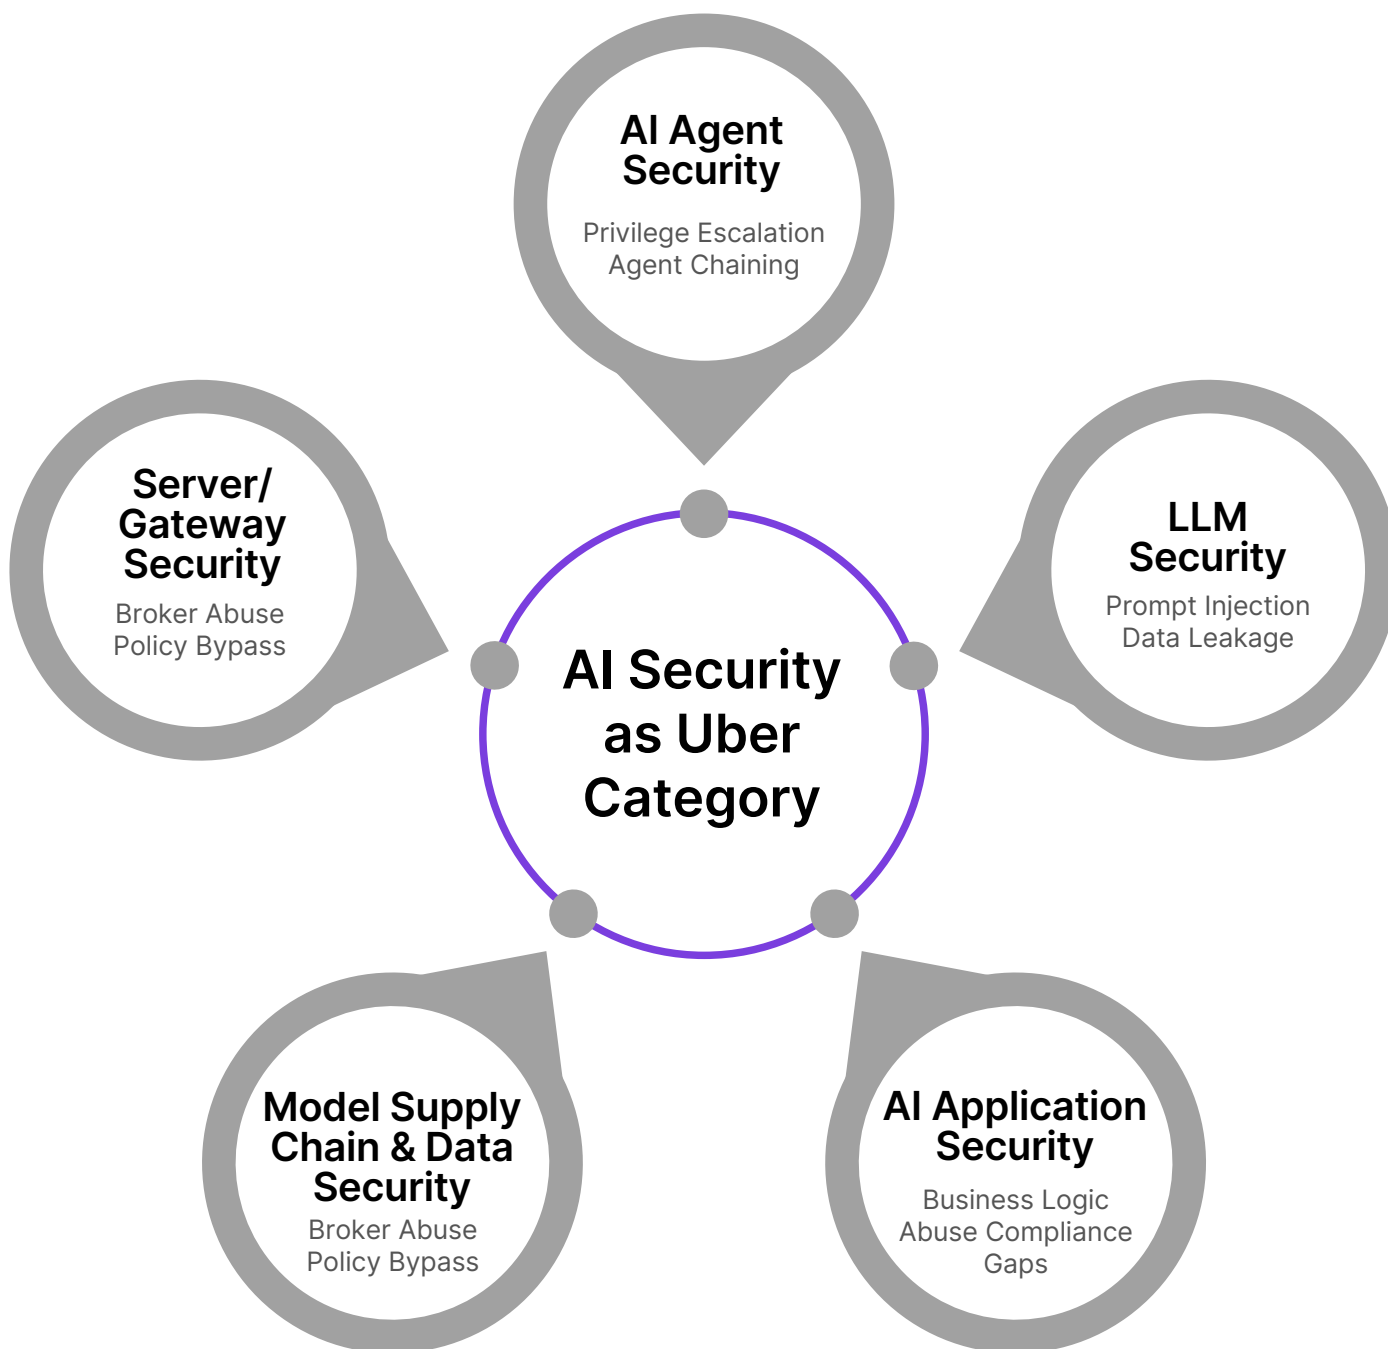 AI Agent
Security
Privilege Escalation
Agent Chaining
Server/
Gateway
Security
Broker Abuse
Policy Bypass
LLM
Security
Prompt Injection
Data Leakage
AI Security
as Uber
Category
Model Supply
Chain & Data
Security
Broker Abuse
Policy Bypass
AI Application
Security
Business Logic
Abuse Compliance
Gaps